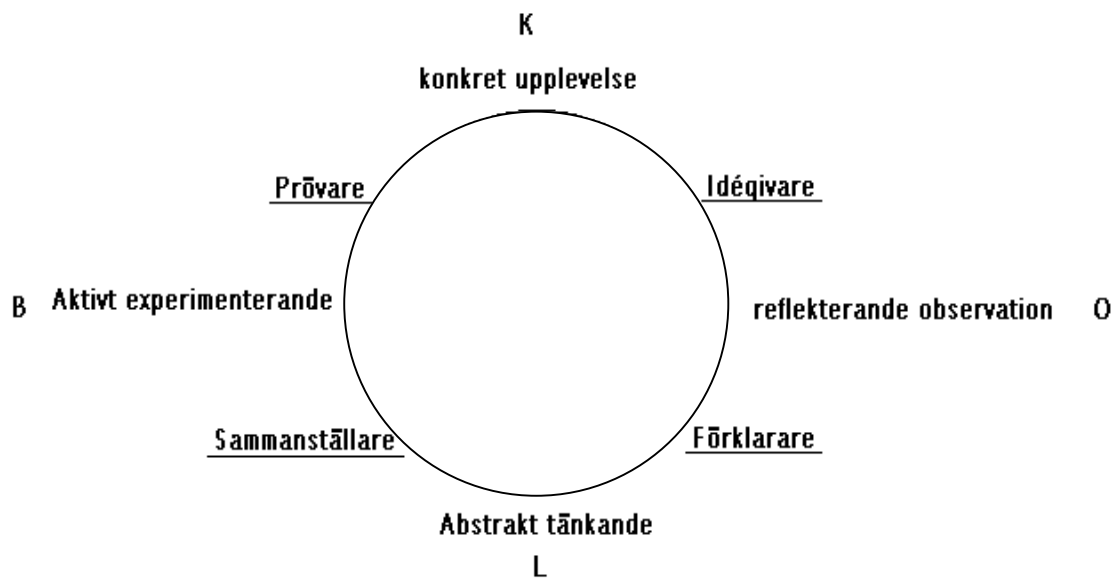 K
konkret upplevelse
Prövare
Idégivare
B Aktivt experimenterande
reflekterande observation O
Sammanställare
Förklarare
Abstrakt tänkande
L